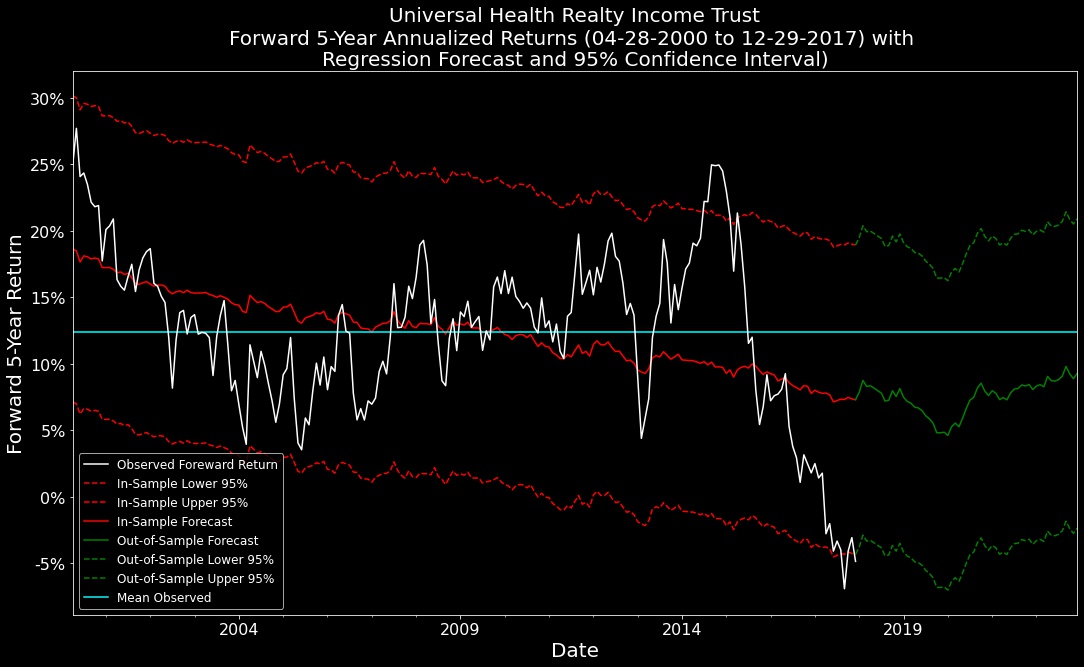 Universal Health Realty Income Trust
Forward 5-Year Annualized Returns (04-28-2000 to 12-29-2017) with
Regression Forecast and 95% Confidence Interval)
Forward 5-Year Return
30%
25%
20%
15%
10%
5%
0%
-5%
Observed Foreward Return
In-Sample Lower 95%
In-Sample Upper 95%
In-Sample Forecast
Out-of-Sample Forecast
Out-of-Sample Lower 95%
Out-of-Sample Upper 95%
Mean Observed
2004
2009
2014
2019
Date